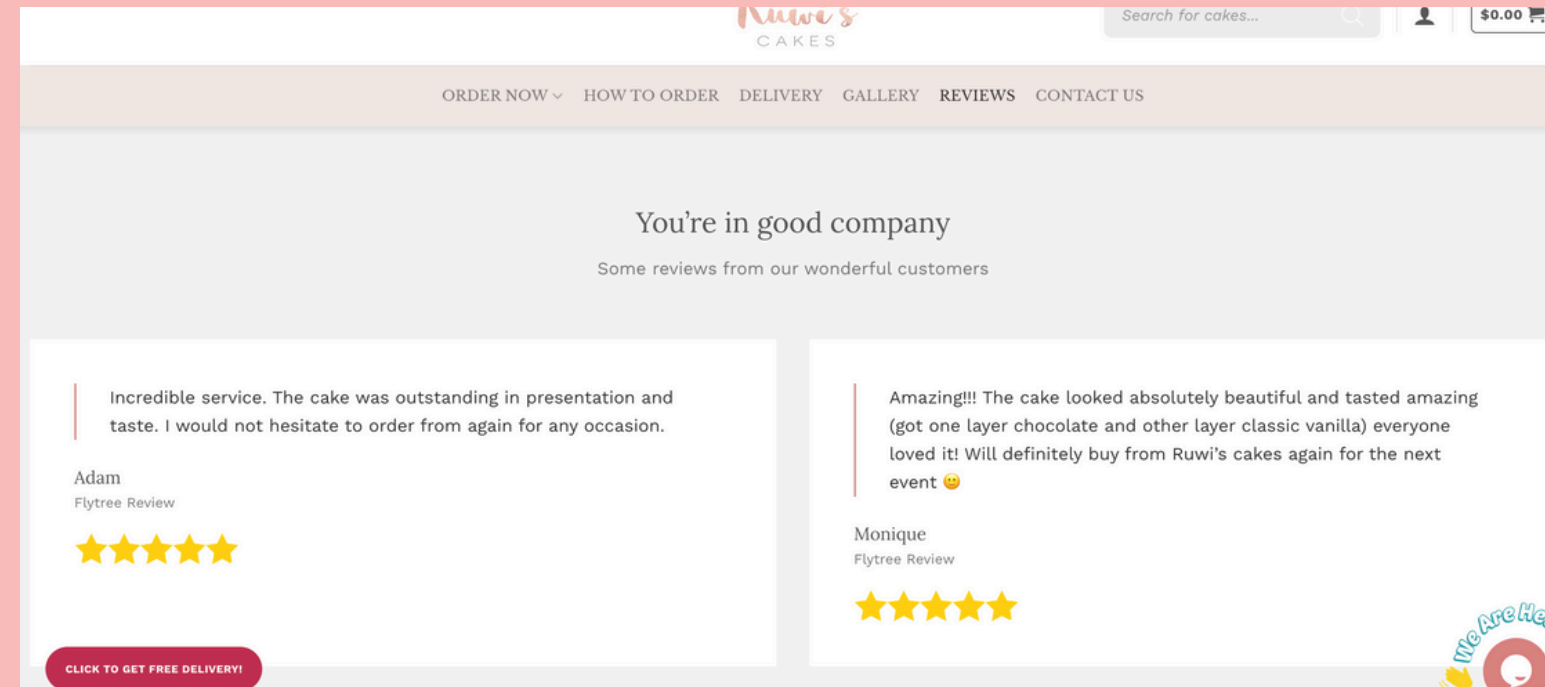 Ruwi's
CAKES
Search for cakes...
$0.00
ORDER NOW HOW TO ORDER DELIVERY GALLERY REVIEWS CONTACT US
You’re in good company
Some reviews from our wonderful customers
Incredible service. The cake was outstanding in presentation and
taste. I would not hesitate to order from again for any occasion.
Adam
Flytree Review
Amazing!!! The cake looked absolutely beautiful and tasted amazing
(got one layer chocolate and other layer classic vanilla) everyone
loved it! Will definitely buy from Ruwi’s cakes again for the next
event 🙂
Monique
Flytree Review
CLICK TO GET FREE DELIVERY!
We Are